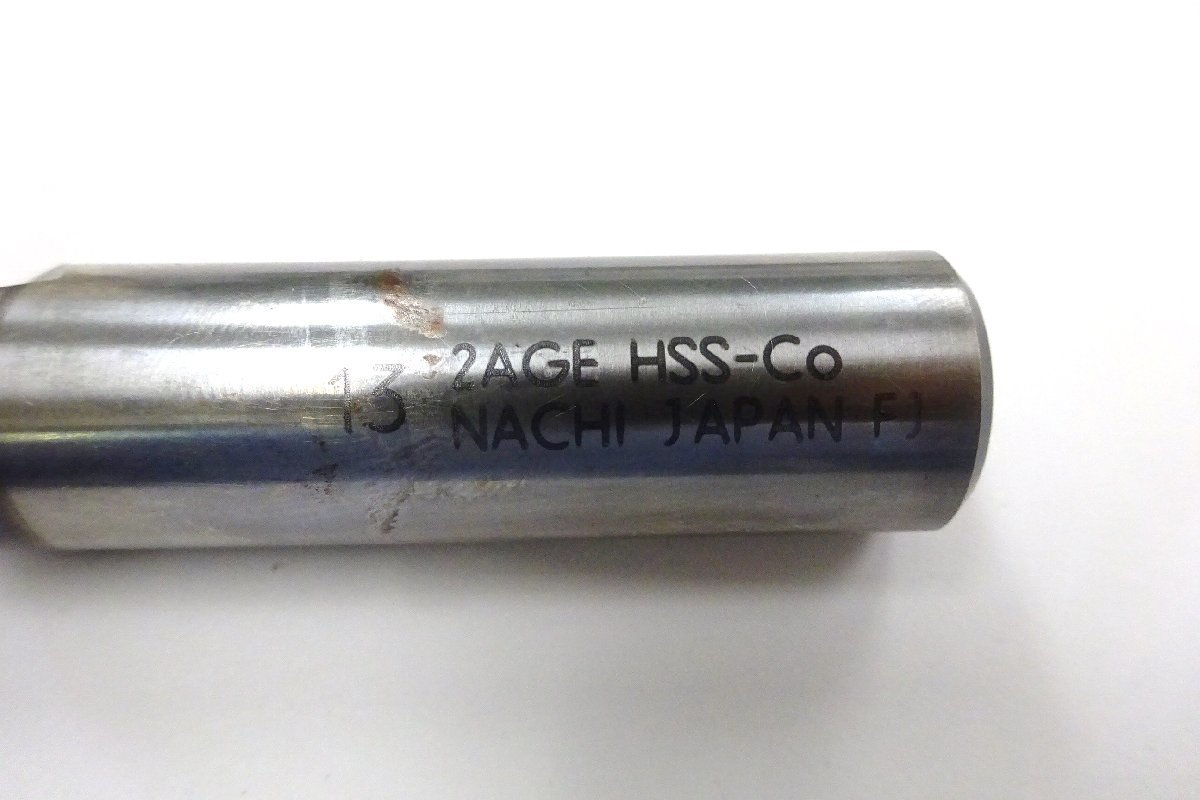 13 2AGE HSS-Co
NACHI JAPAN FJ